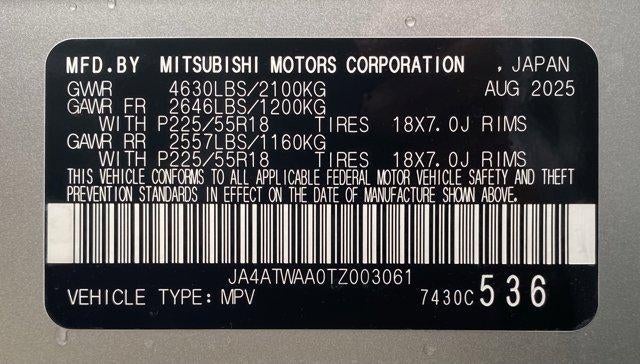 MFD.BY MITSUBISHI MOTORS CORPORATION , JAPAN
GVWR 4630LBS/2100KG AUG 2025
GAWR FR 2646LBS/1200KG
WITH P225/55R18 TIRES 18X7.0J RIMS
GAWR RR 2557LBS/1160KG
WITH P225/55R18 TIRES 18X7.0J RIMS
THIS VEHICLE CONFORMS TO ALL APPLICABLE FEDERAL MOTOR VEHICLE SAFETY AND THEFT
PREVENTION STANDARDS IN EFFECT ON THE DATE OF MANUFACTURE SHOWN ABOVE.
JA4ATWAA0TZ003061
VEHICLE TYPE: MPV 7430C 536